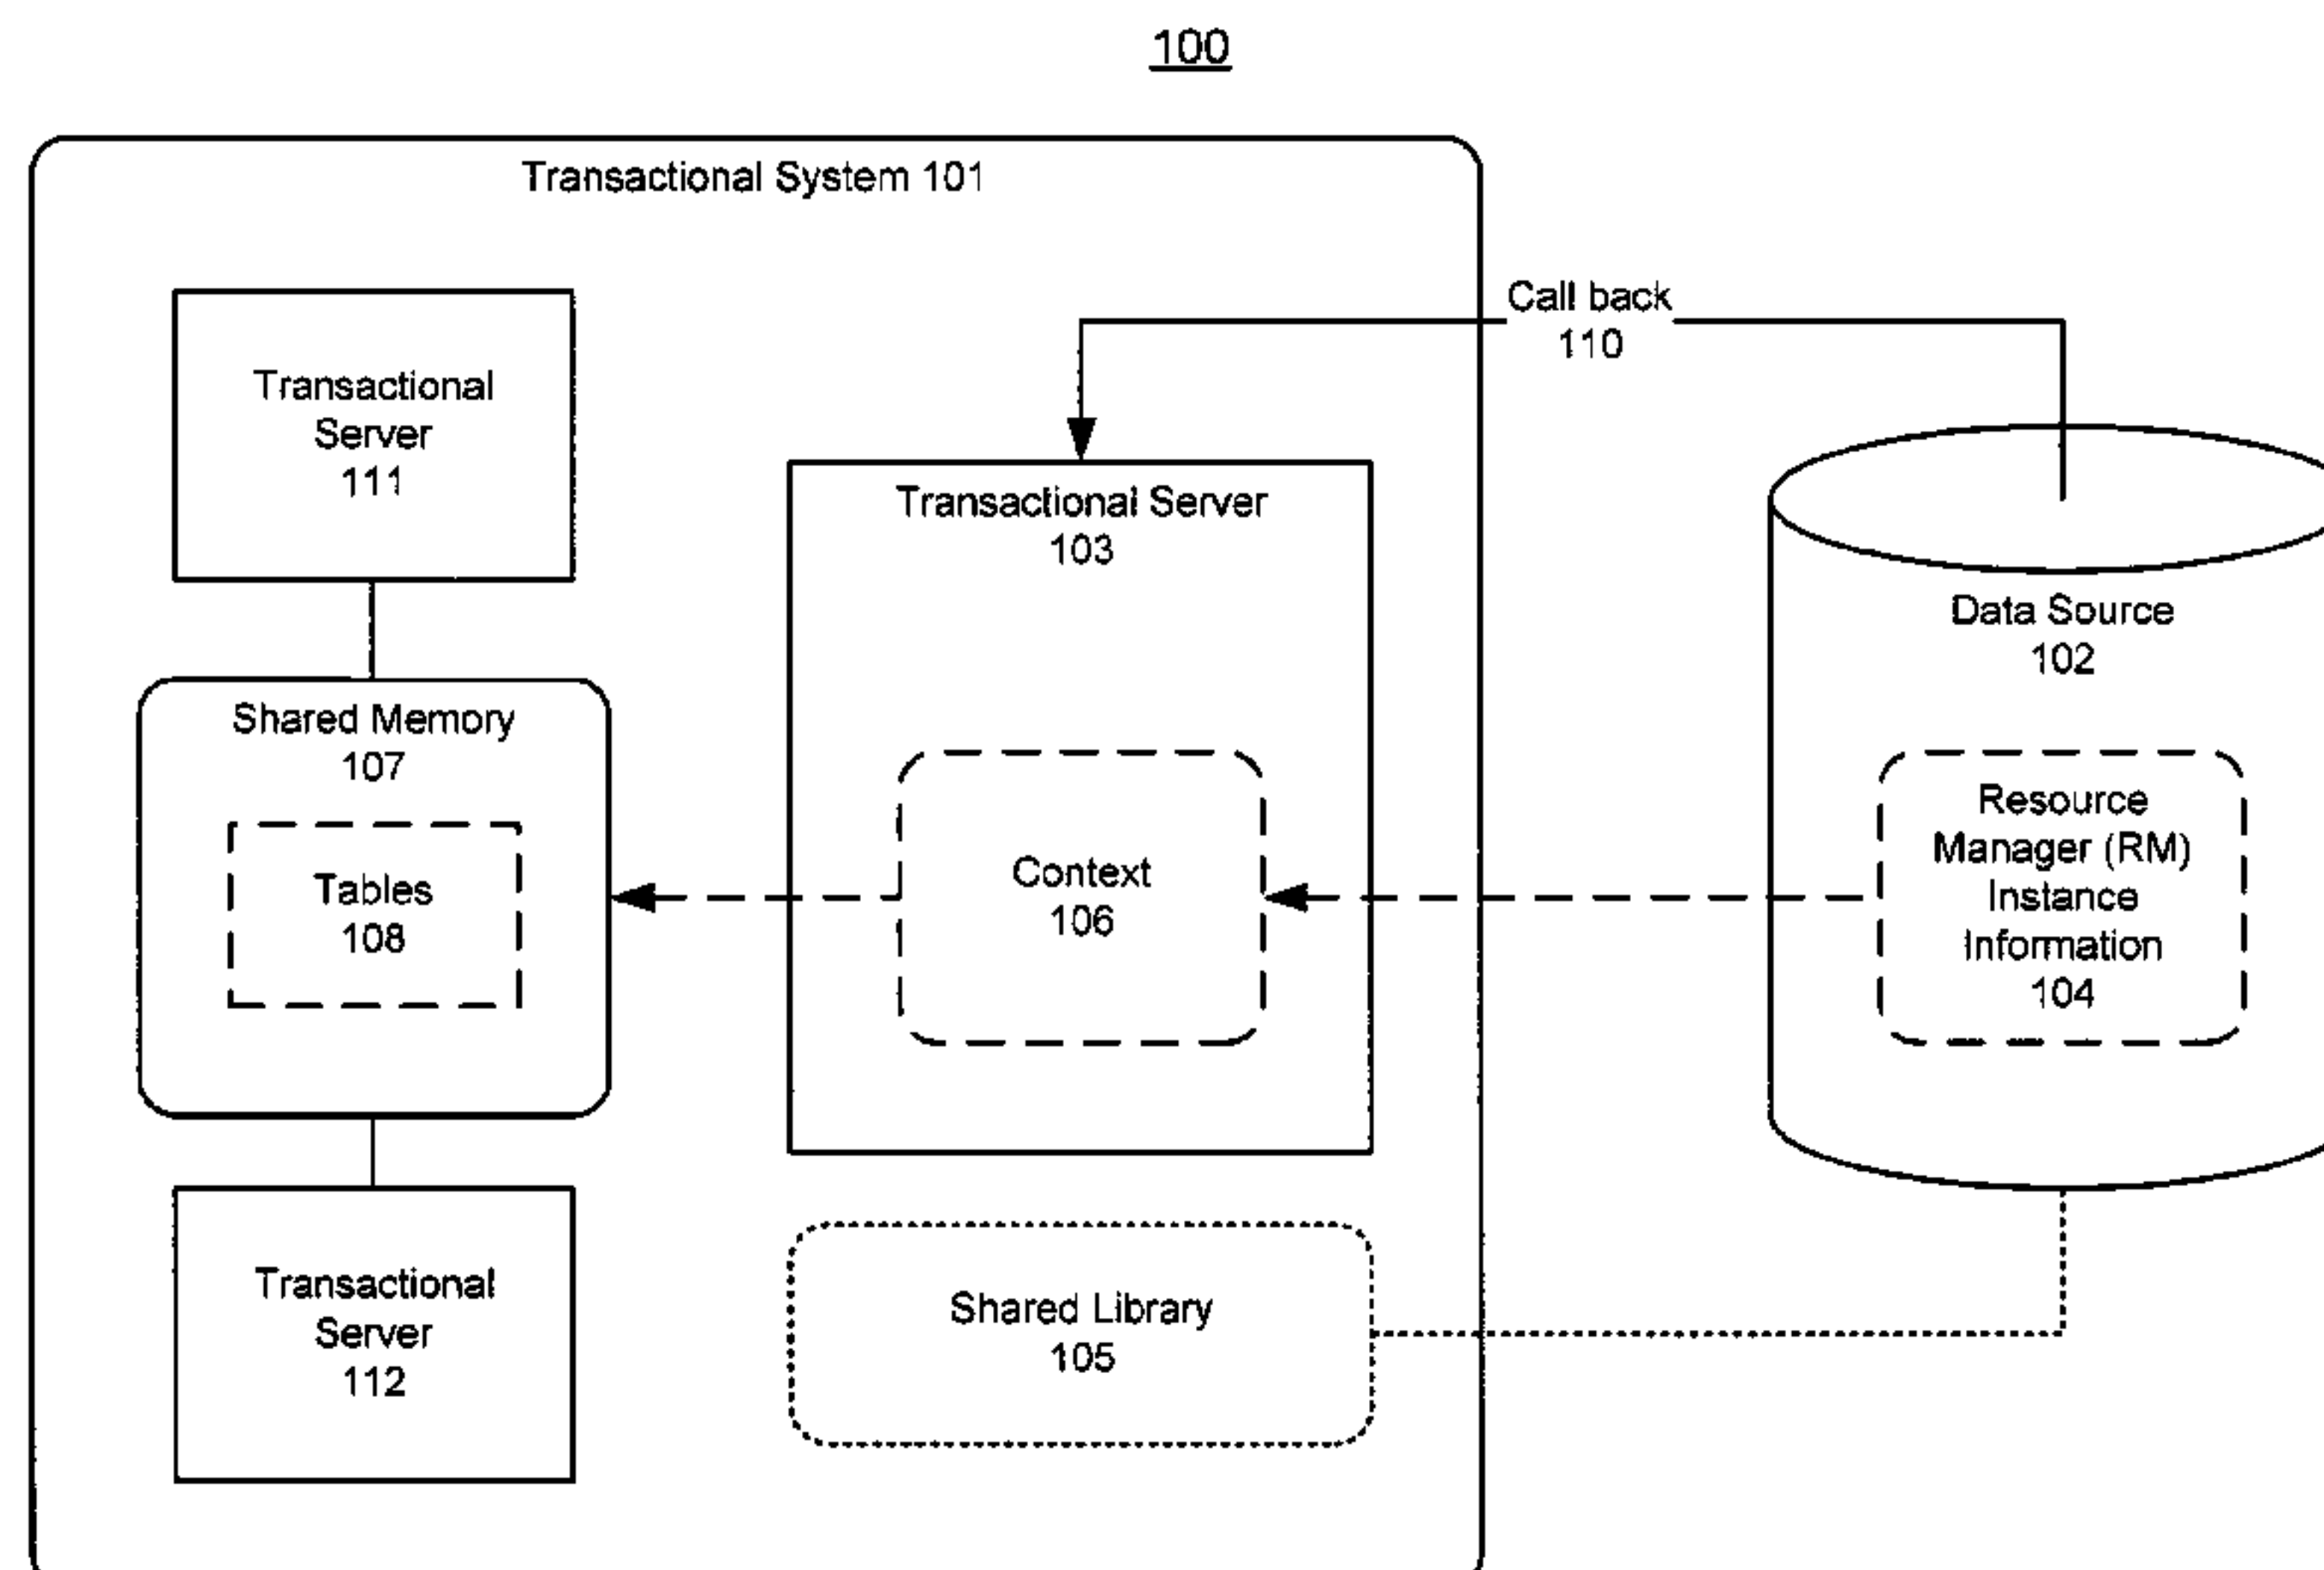 100
Transactional System 101
Call back
110
Transactional
Server
111
Transactional Server
103
Data Source
102
Shared Memory
107
Tables
108
Context
106
Resource
Manager (RM)
Instance
Information
104
Transactional
Server
112
Shared Library
105